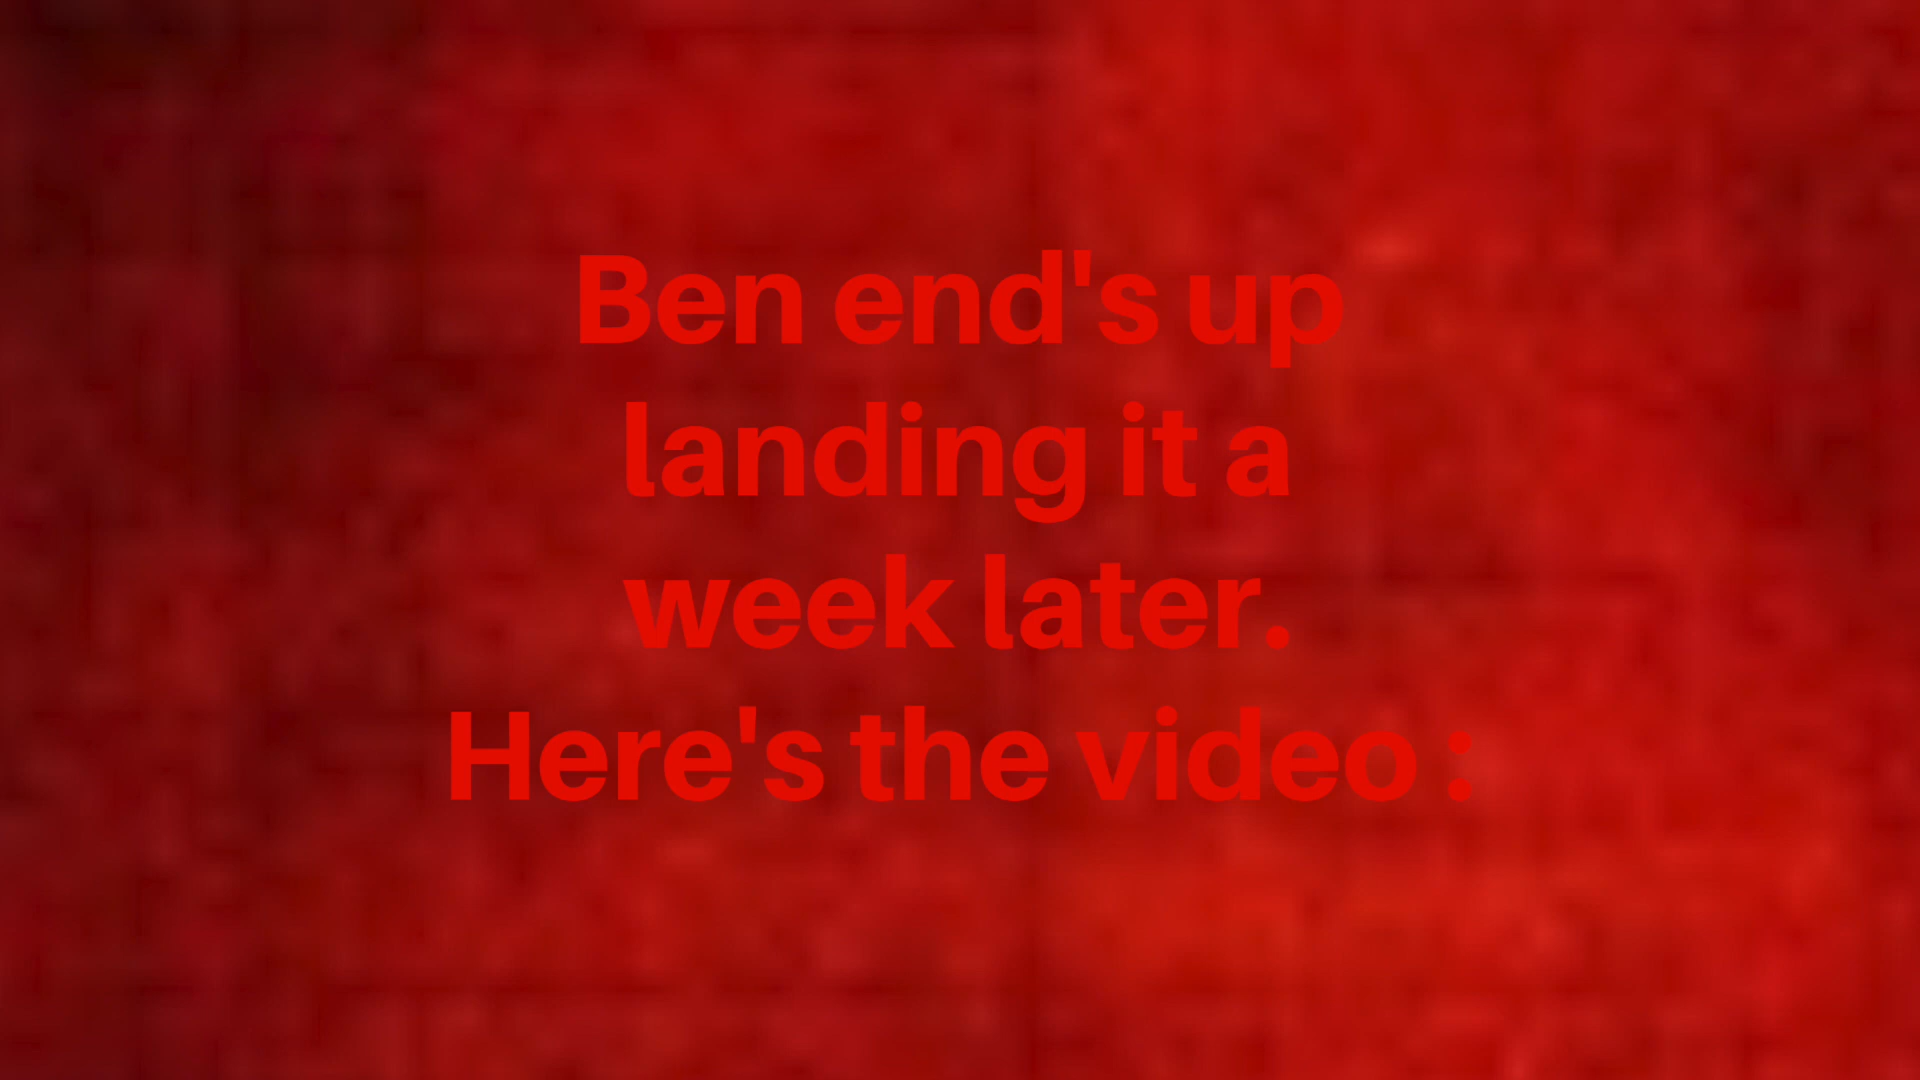 Ben end's up
landing it a
week later.
Here's the video :